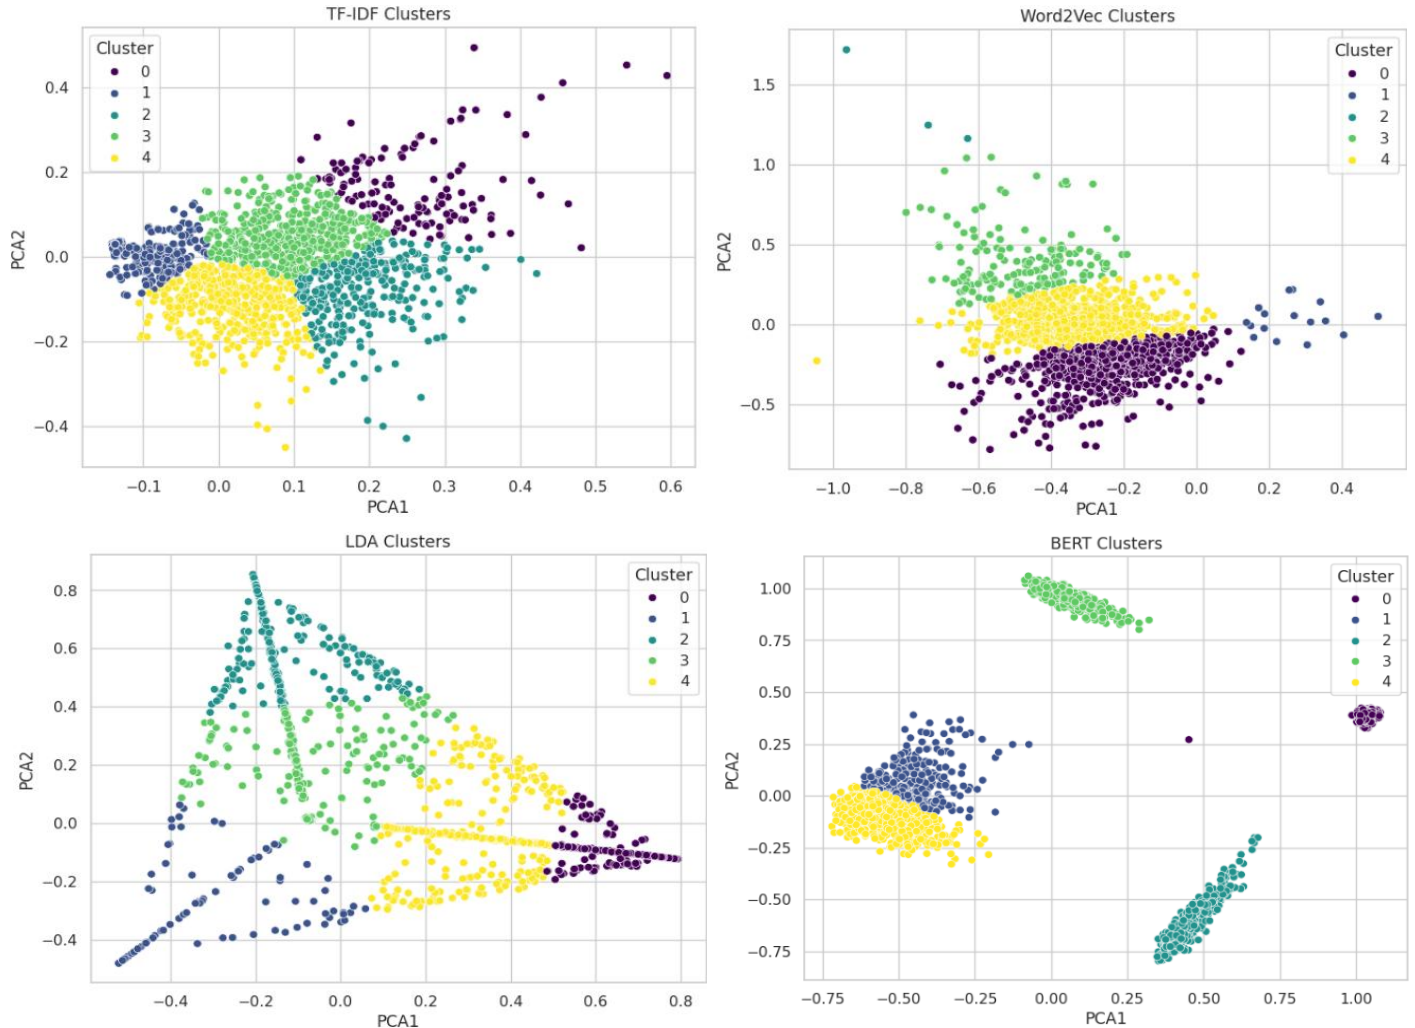 TF-IDF Clusters
Cluster
0
1
2
3
4
PCA2
0.4
0.2
0.0
−0.2
−0.4
−0.1 0.0 0.1 0.2 0.3 0.4 0.5 0.6
PCA1
Word2Vec Clusters
Cluster
0
1
2
3
4
PCA2
1.5
1.0
0.5
0.0
−0.5
−1.0 −0.8 −0.6 −0.4 −0.2 0.0 0.2 0.4
PCA1
LDA Clusters
Cluster
0
1
2
3
4
PCA2
0.8
0.6
0.4
0.2
0.0
−0.2
−0.4
−0.4 −0.2 0.0 0.2 0.4 0.6 0.8
PCA1
BERT Clusters
Cluster
0
1
2
3
4
PCA2
1.00
0.75
0.50
0.25
0.00
−0.25
−0.50
−0.75
−0.75 −0.50 −0.25 0.00 0.25 0.50 0.75 1.00
PCA1